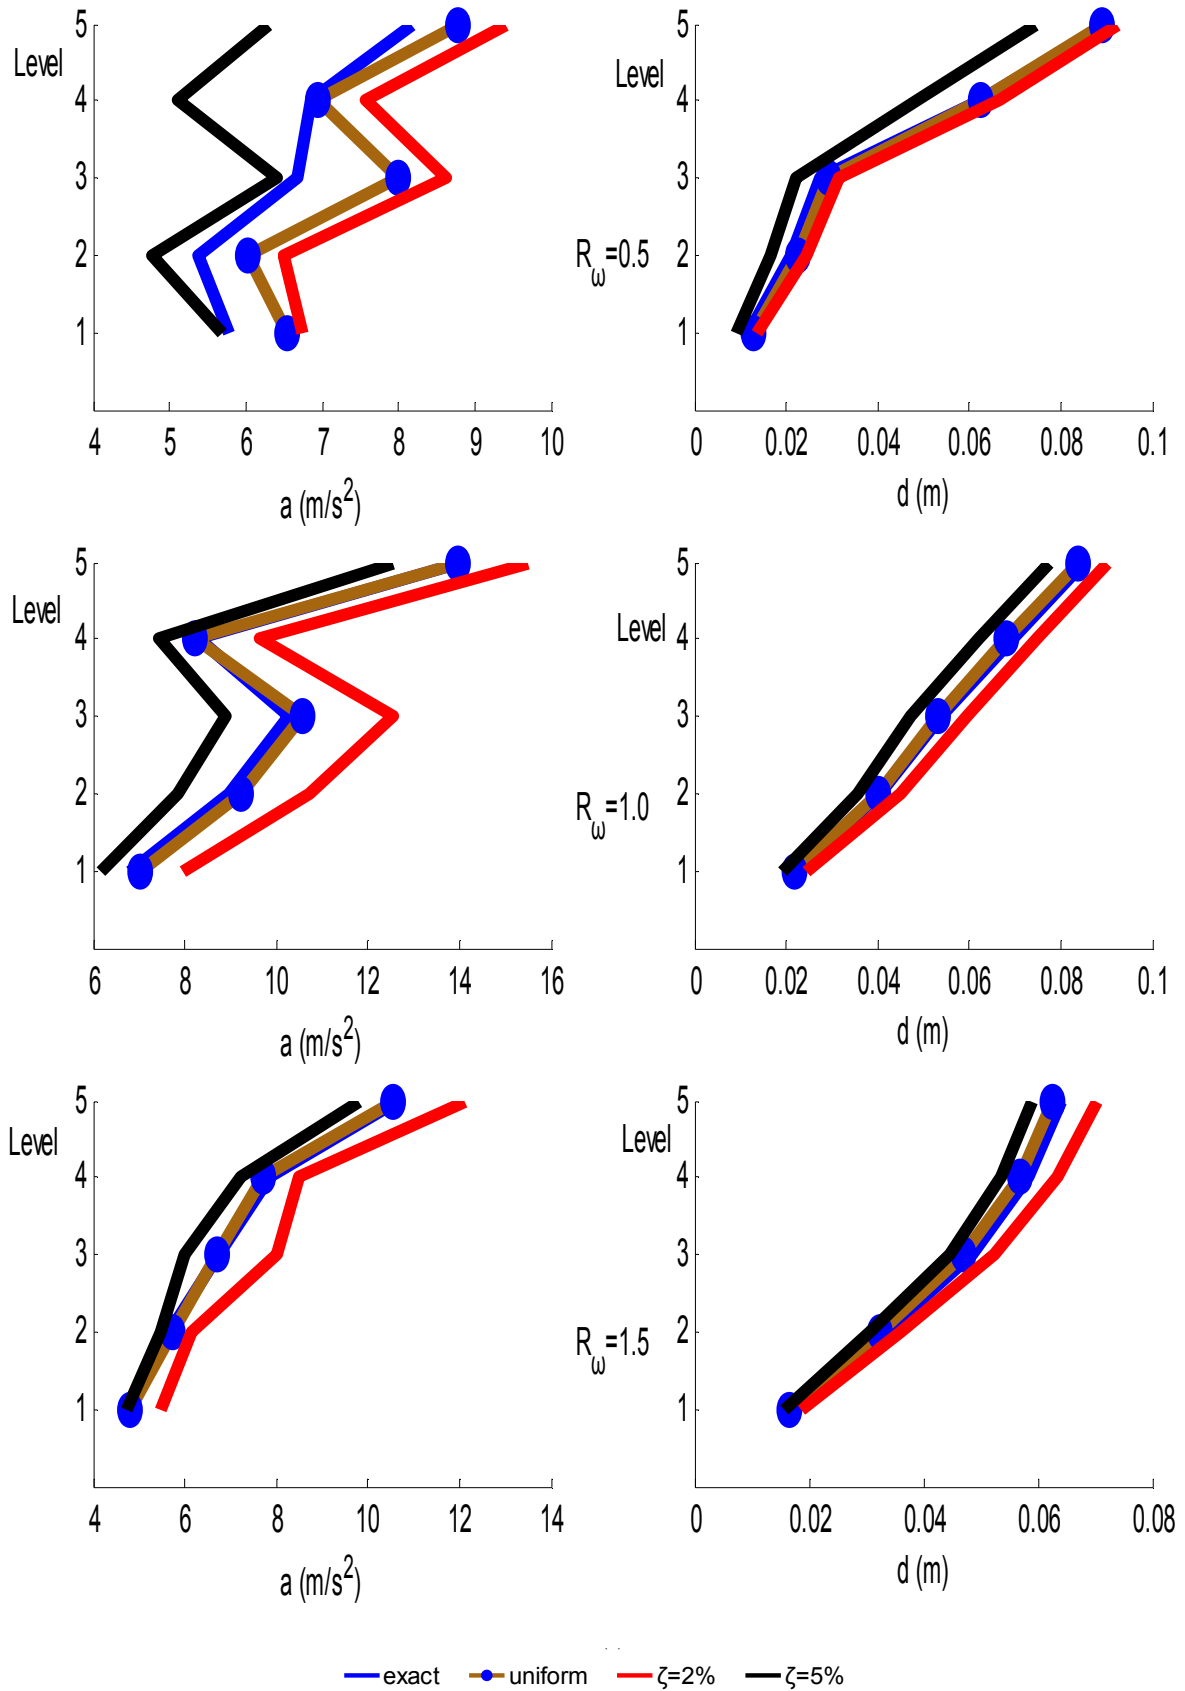 5
Level
4
3
2
1
4 5 6 7 8 9 10
a (m/s²)
5
Level
4
3
2
1
0 0.02 0.04 0.06 0.08 0.1
d (m)
R_ω=0.5
5
Level
4
3
2
1
6 8 10 12 14 16
a (m/s²)
5
Level
4
3
2
1
0 0.02 0.04 0.06 0.08 0.1
d (m)
R_ω=1.0
5
Level
4
3
2
1
4 6 8 10 12 14
a (m/s²)
5
Level
4
3
2
1
0 0.02 0.04 0.06 0.08
d (m)
R_ω=1.5
exact uniform ζ=2% ζ=5%